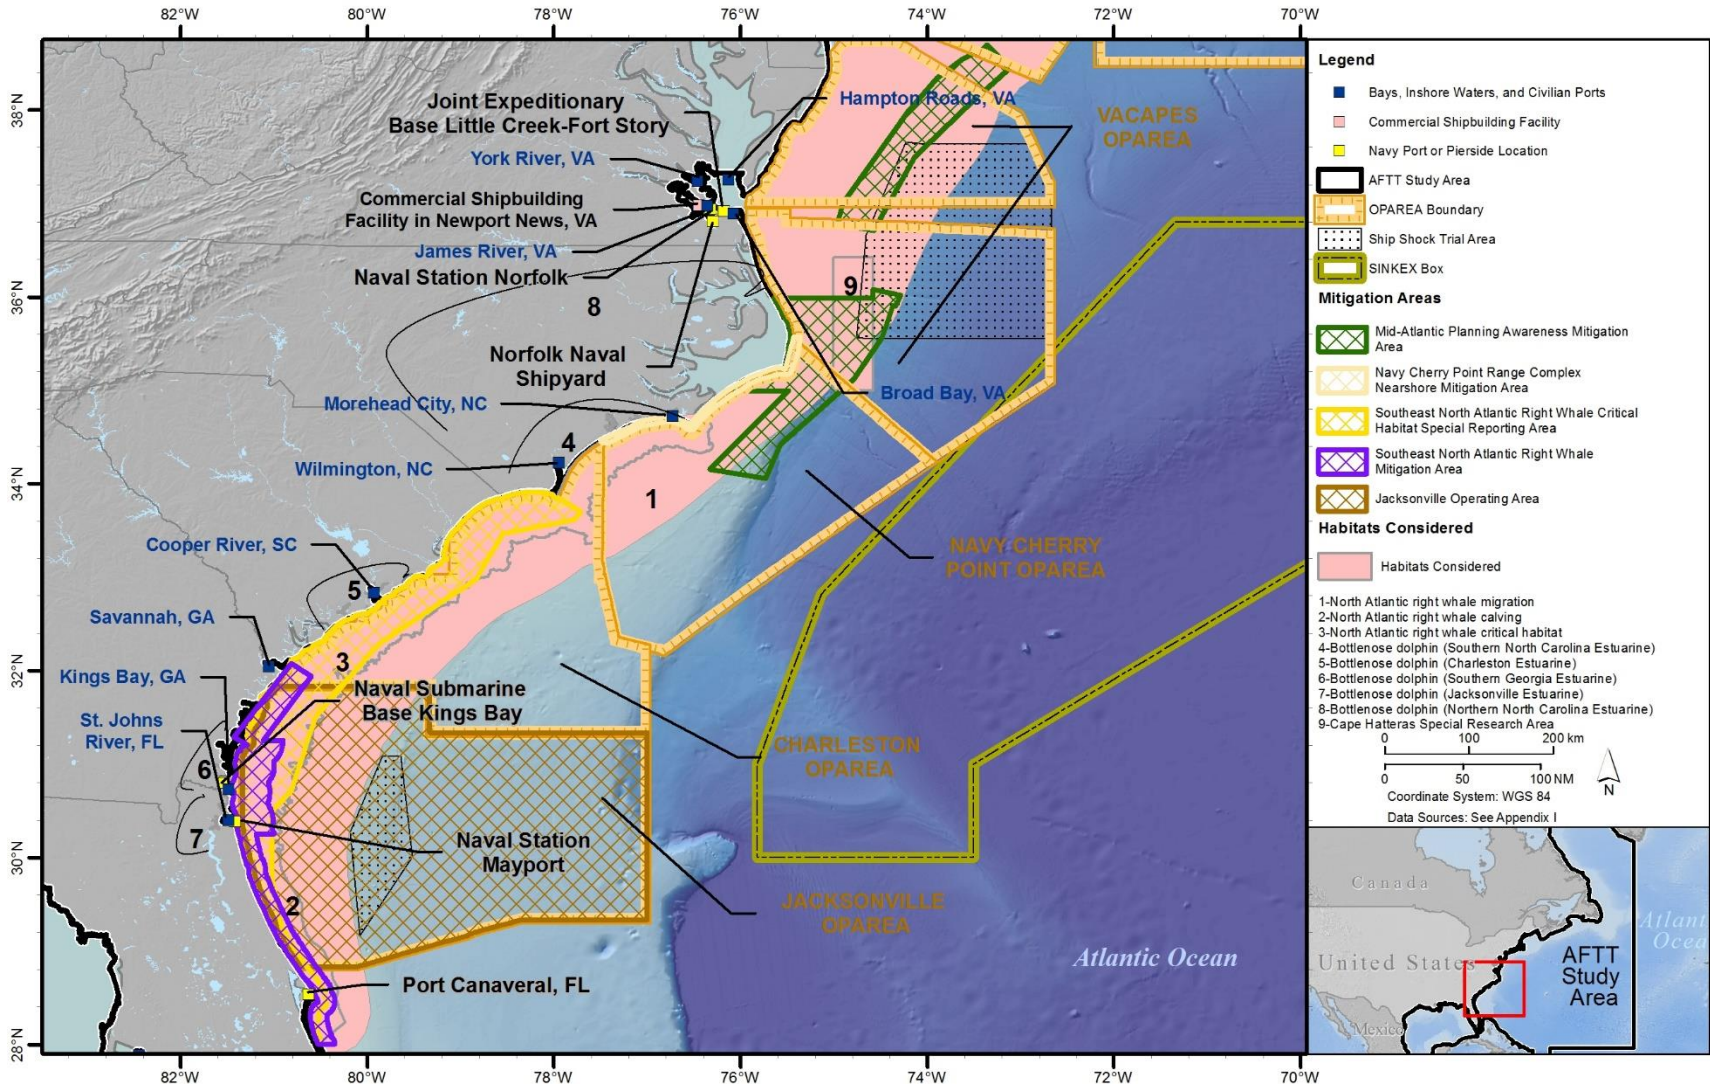 82°W
80°W
78°W
76°W
74°W
72°W
70°W
38°N
36°N
34°N
32°N
30°N
28°N
Joint Expeditionary
Base Little Creek-Fort Story
Hampton Roads, VA
VACAPES
OPAREA
York River, VA
Commercial Shipbuilding
Facility in Newport News, VA
James River, VA
Naval Station Norfolk
8
9
Norfolk Naval
Shipyard
Broad Bay, VA
Morehead City, NC
4
Wilmington, NC
1
NAVY CHERRY
POINT OPAREA
Cooper River, SC
5
Savannah, GA
3
Kings Bay, GA
Naval Submarine
Base Kings Bay
St. Johns
River, FL
CHARLESTON
OPAREA
6
7
Naval Station
Mayport
2
JACKSONVILLE
OPAREA
Port Canaveral, FL
Atlantic Ocean
82°W
80°W
78°W
76°W
74°W
72°W
70°W
Legend
Bays, Inshore Waters, and Civilian Ports
Commercial Shipbuilding Facility
Navy Port or Pierside Location
AFTT Study Area
OPAREA Boundary
Ship Shock Trial Area
SINKEX Box
Mitigation Areas
Mid-Atlantic Planning Awareness Mitigation
Area
Navy Cherry Point Range Complex
Nearshore Mitigation Area
Southeast North Atlantic Right Whale Critical
Habitat Special Reporting Area
Southeast North Atlantic Right Whale
Mitigation Area
Jacksonville Operating Area
Habitats Considered
Habitats Considered
1-North Atlantic right whale migration
2-North Atlantic right whale calving
3-North Atlantic right whale critical habitat
4-Bottlenose dolphin (Southern North Carolina Estuarine)
5-Bottlenose dolphin (Charleston Estuarine)
6-Bottlenose dolphin (Southern Georgia Estuarine)
7-Bottlenose dolphin (Jacksonville Estuarine)
8-Bottlenose dolphin (Northern North Carolina Estuarine)
9-Cape Hatteras Special Research Area
0 100 200 km
0 50 100 NM
N
Coordinate System: WGS 84
Data Sources: See Appendix I
Canada
United States
Mexico
AFTT
Study
Area